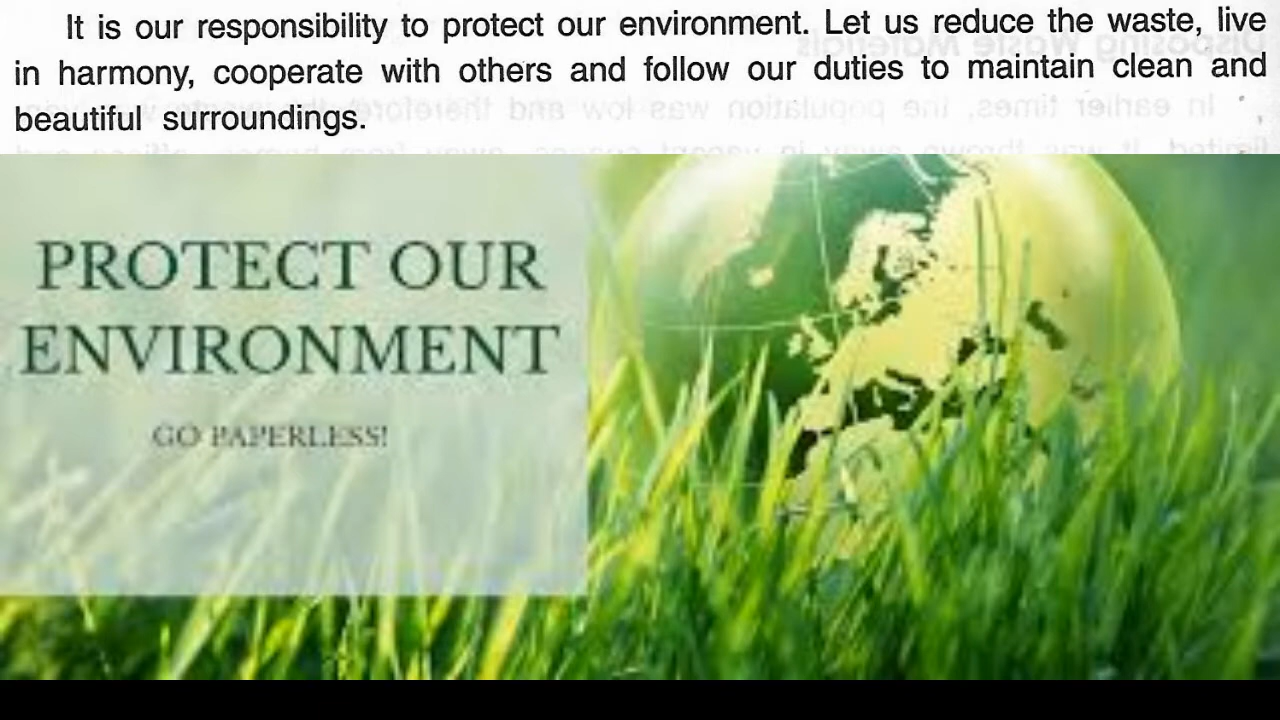 It is our responsibility to protect our environment. Let us reduce the waste, live
in harmony, cooperate with others and follow our duties to maintain clean and
beautiful surroundings.
PROTECT OUR
ENVIRONMENT
GO PAPERLESS!